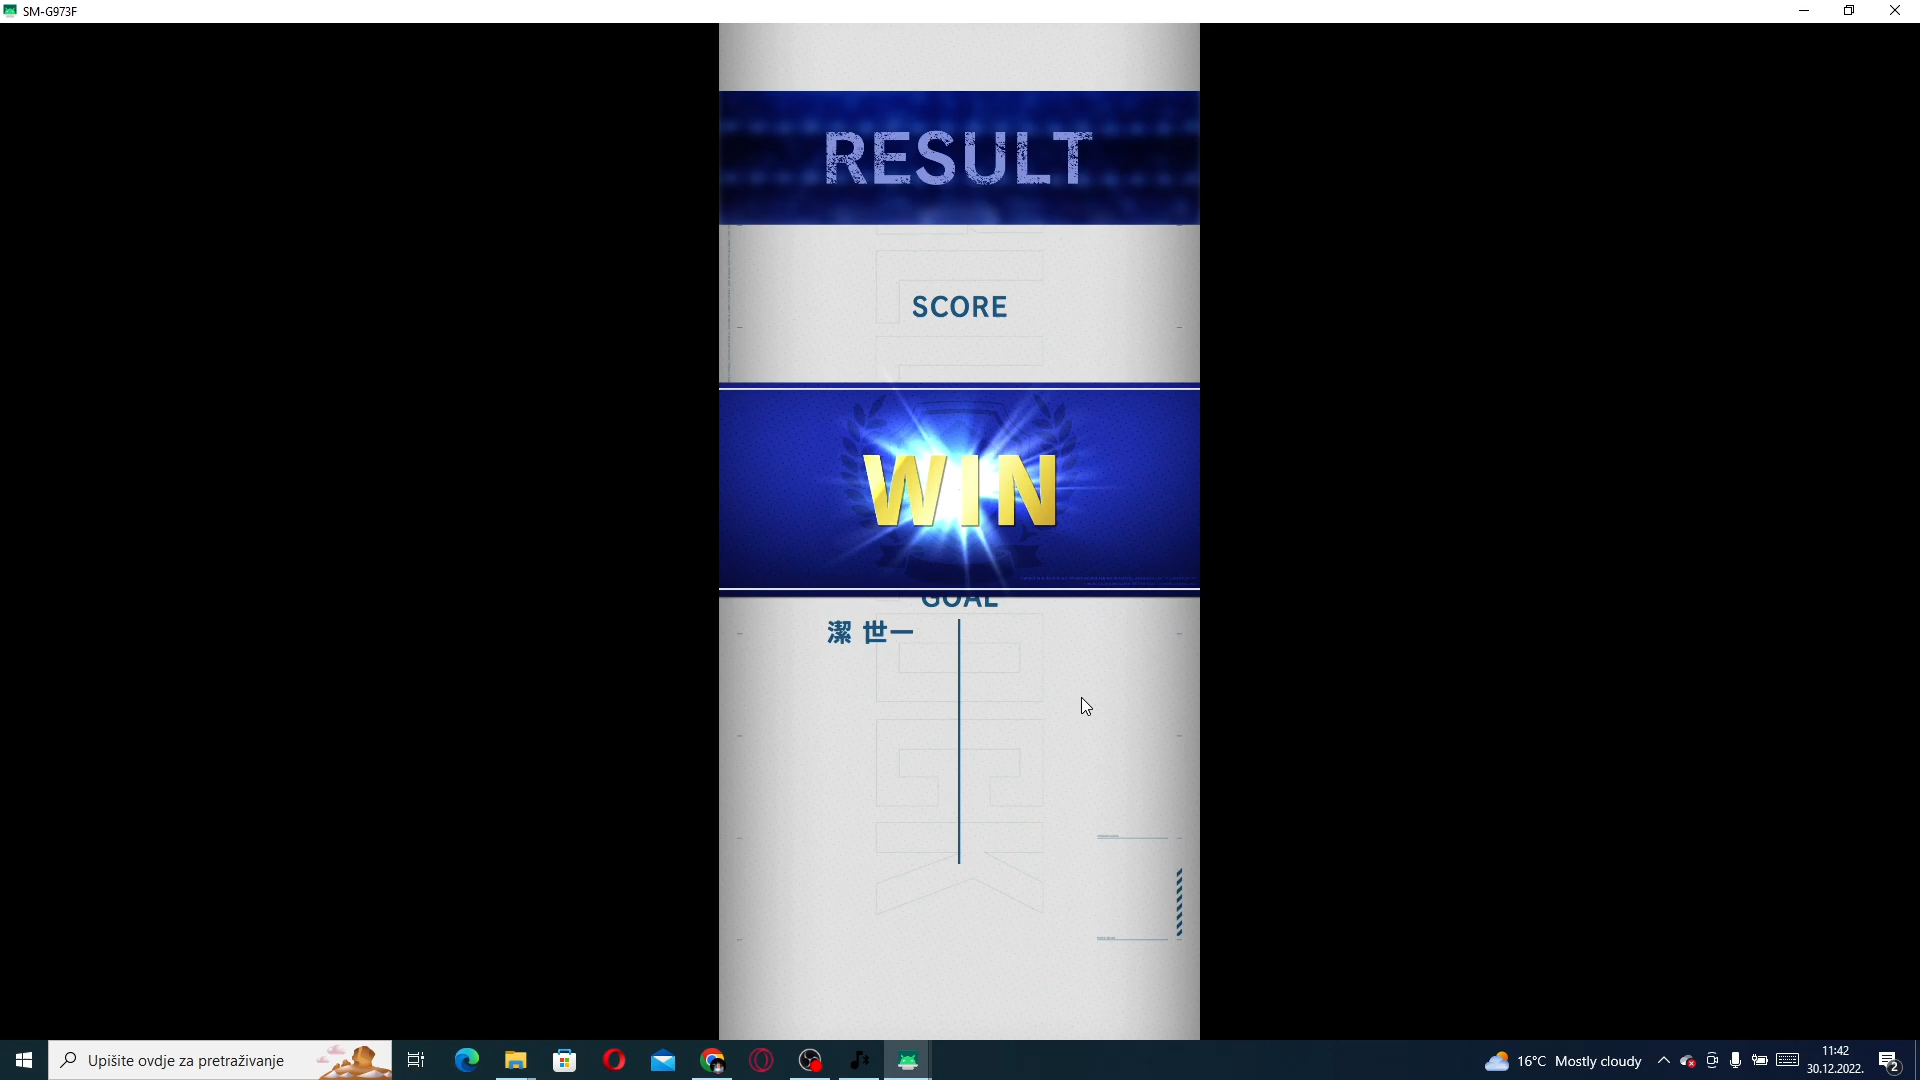 SM-G973F
RESULT
SCORE
WIN
GOAL
潔 世一
Upišite ovdje za pretraživanje
16°C Mostly cloudy
11:42
30.12.2022.
2